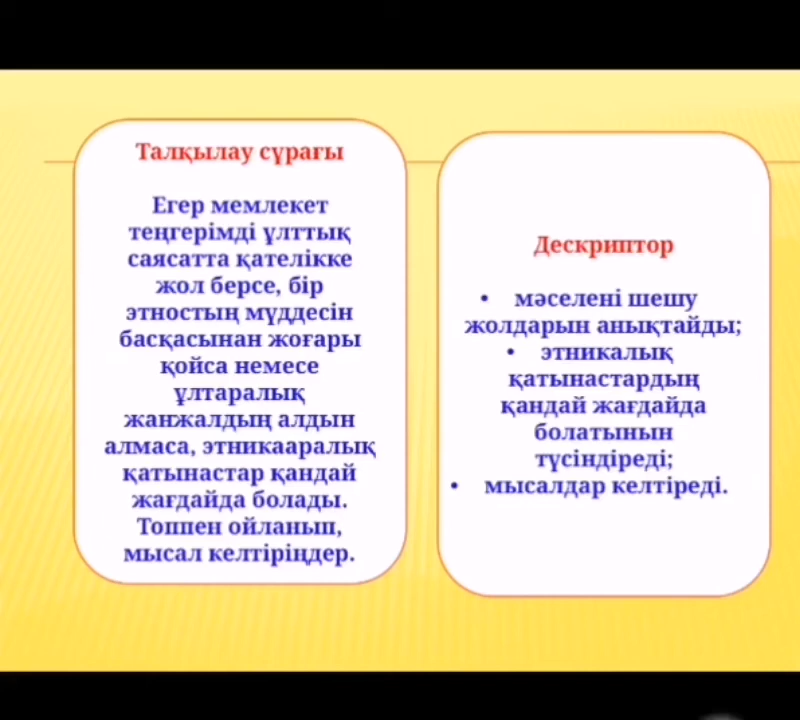 Талқылау сұрағы
Егер мемлекет
теңгерімді ұлттық
саясатта қателікке
жол берсе, бір
этностың мүддесін
басқасынан жоғары
қойса немесе
ұлтаралық
жанжалдың алдын
алмаса, этникааралық
қатынастар қандай
жағдайда болады.
Топпен ойланып,
мысал келтіріңдер.
Дескриптор
• мәселені шешу
жолдарын анықтайды;
• этникалық
қатынастардың
қандай жағдайда
болатынын
түсіндіреді;
• мысалдар келтіреді.